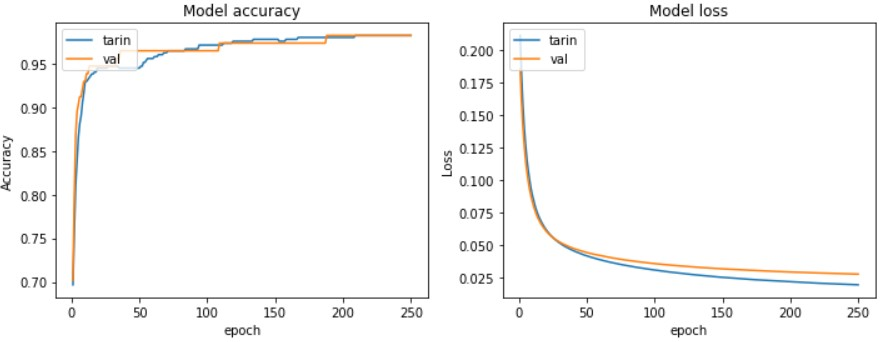 Model accuracy
tarin
val
0.95
0.90
0.85
0.80
0.75
0.70
Accuracy
0 50 100 150 200 250
epoch
Model loss
tarin
val
0.200
0.175
0.150
0.125
0.100
0.075
0.050
0.025
Loss
0 50 100 150 200 250
epoch